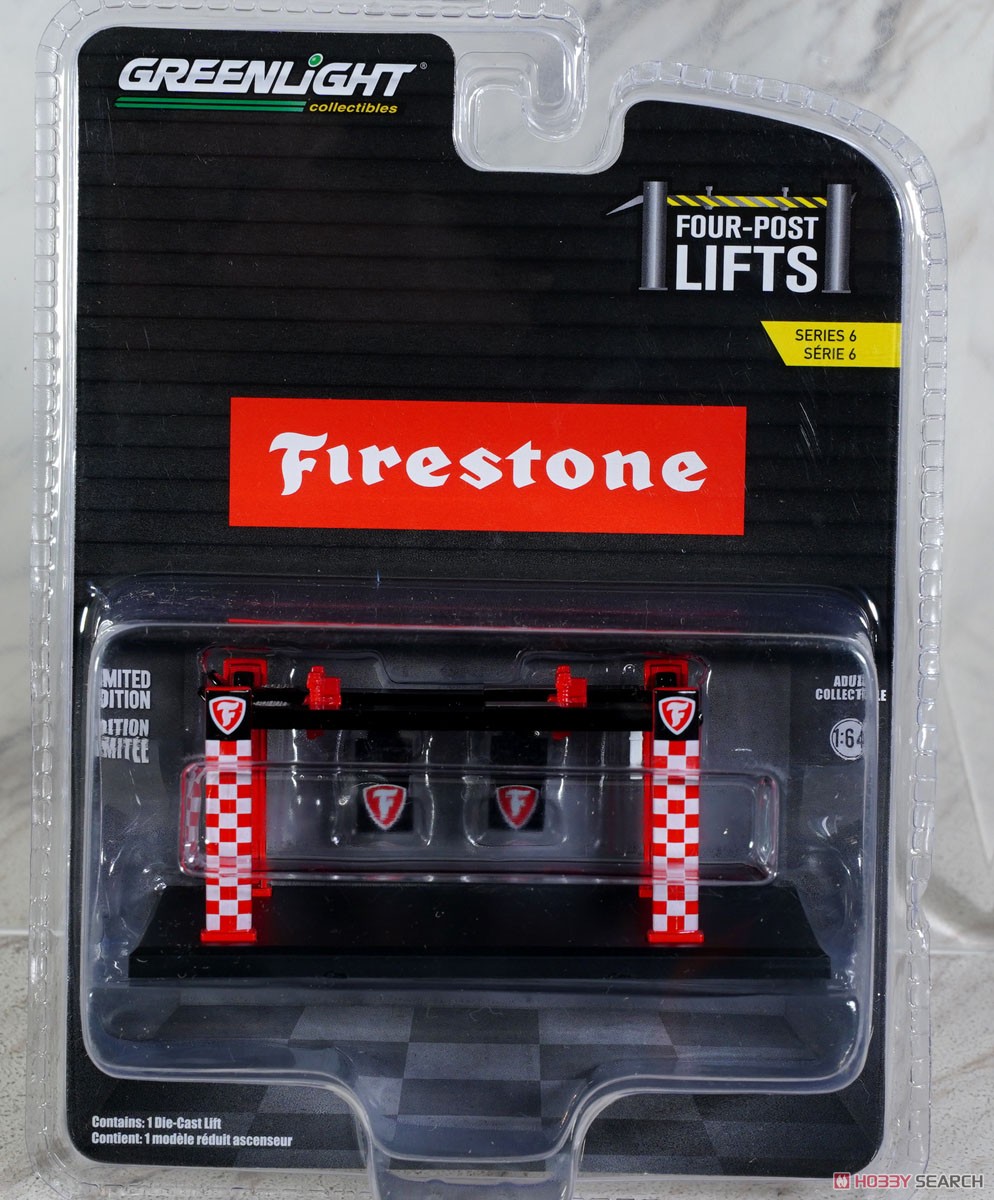 GREENLiGHT®
collectibles
FOUR-POST
LIFTS
SERIES 6
SÉRIE 6
Firestone
F
F
F
F
1:64
Contains: 1 Die-Cast Lift
Contient: 1 modèle réduit ascenseur
HOBBY SEARCH